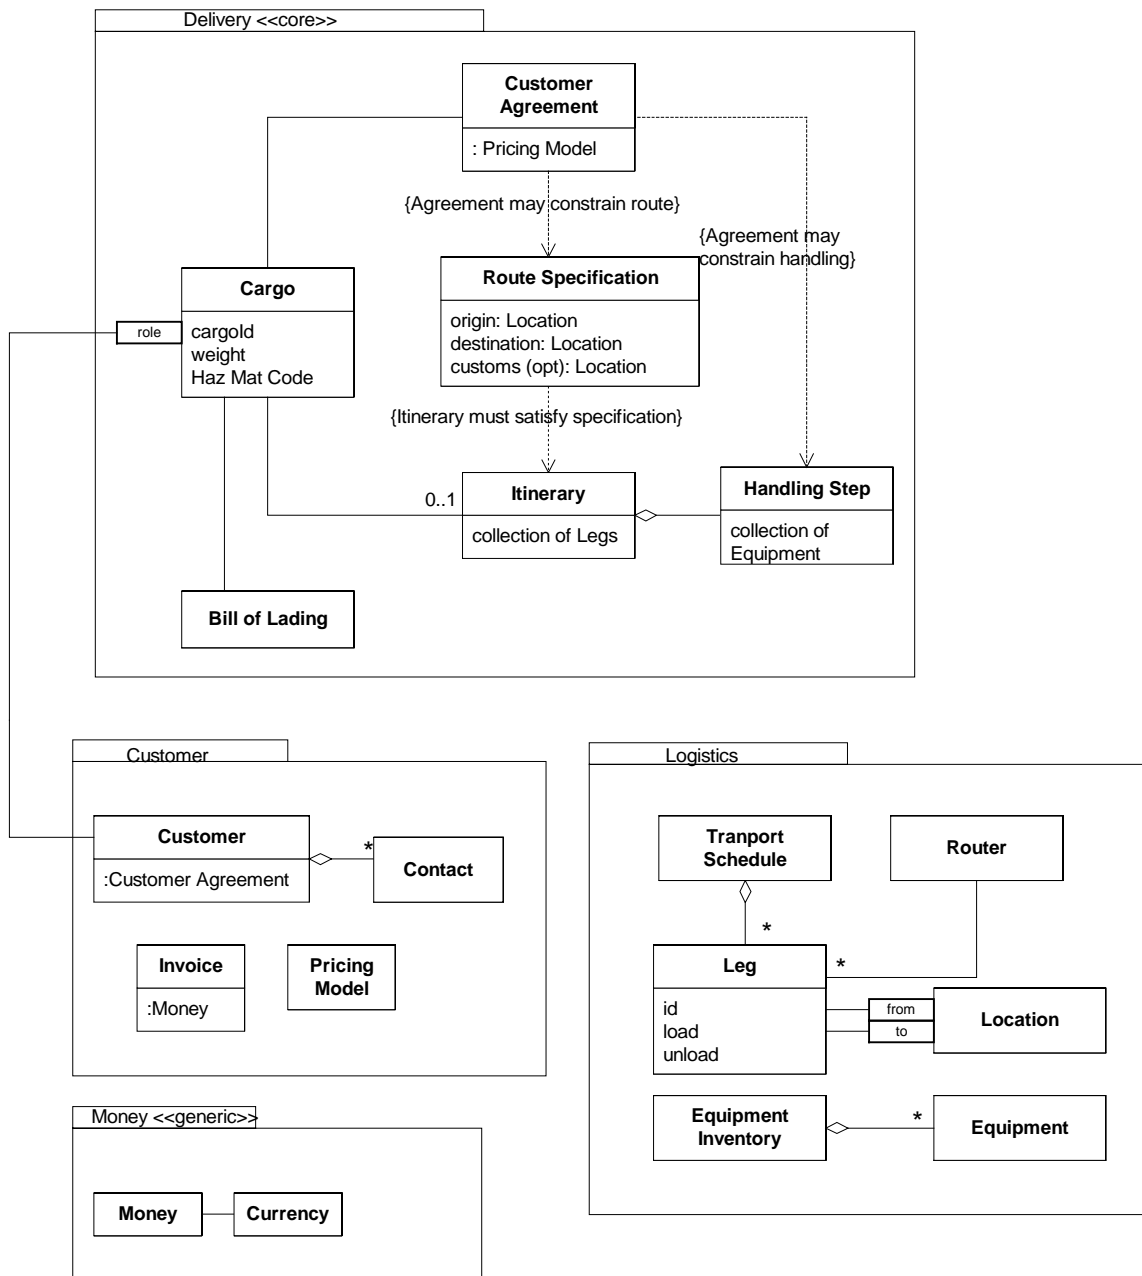 Delivery <<core>>
Customer
Agreement
: Pricing Model
{Agreement may constrain route}
{Agreement may
constrain handling}
Cargo
cargoId
weight
Haz Mat Code
role
Route Specification
origin: Location
destination: Location
customs (opt): Location
{Itinerary must satisfy specification}
0..1
Itinerary
collection of Legs
Handling Step
collection of
Equipment
Bill of Lading
Customer
Customer
:Customer Agreement
*
Contact
Invoice
:Money
Pricing
Model
Logistics
Tranport
Schedule
Router
*
*
Leg
id
load
unload
from
to
Location
Equipment
Inventory
*
Equipment
Money <<generic>>
Money
Currency